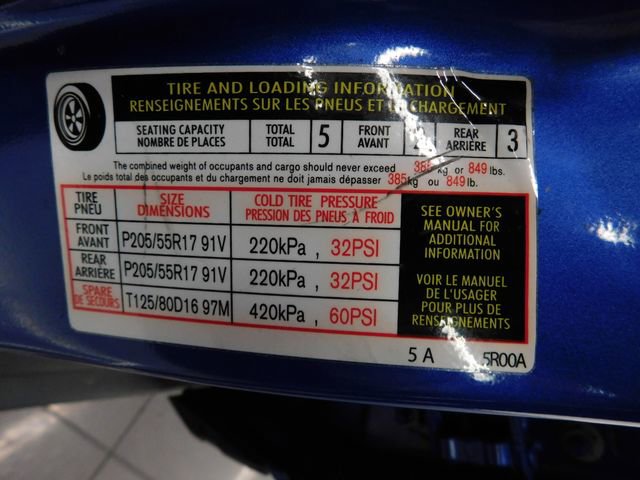 TIRE AND LOADING INFORMATION
RENSEIGNEMENTS SUR LES PNEUS ET LE CHARGEMENT
SEATING CAPACITY TOTAL 5 FRONT 2 REAR 3
NOMBRE DE PLACES TOTAL AVANT ARRIÈRE
The combined weight of occupants and cargo should never exceed 385 kg or 849 lbs.
Le poids total des occupants et du chargement ne doit jamais dépasser 385kg ou 849 lb.
TIRE SIZE COLD TIRE PRESSURE
PNEU DIMENSIONS PRESSION DES PNEUS À FROID
FRONT
AVANT P205/55R17 91V 220kPa , 32PSI
REAR
ARRIÈRE P205/55R17 91V 220kPa , 32PSI
SPARE
DE SECOURS T125/80D16 97M 420kPa , 60PSI
SEE OWNER'S
MANUAL FOR
ADDITIONAL
INFORMATION
VOIR LE MANUEL
DE L'USAGER
POUR PLUS DE
RENSEIGNEMENTS
5 A 5R00A